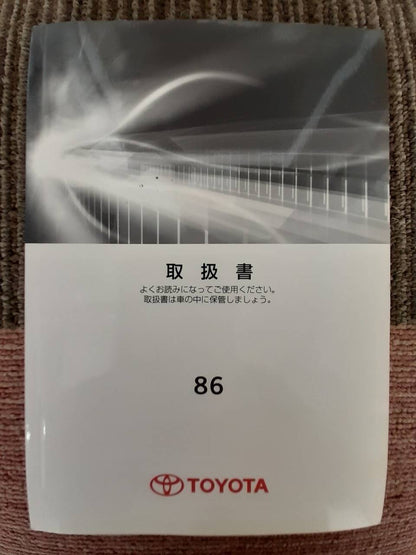 取扱書
よくお読みになってご使用ください。
取扱書は車の中に保管しましょう。
86
TOYOTA